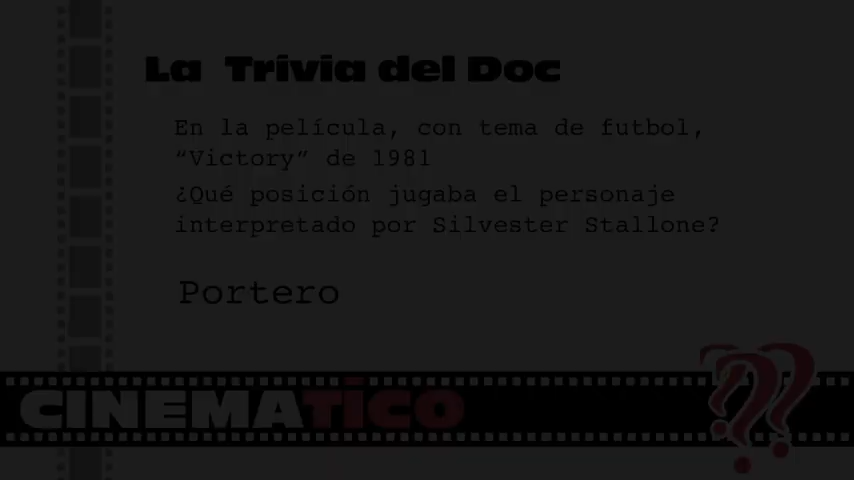 La Trivia del Doc
En la película, con tema de futbol,
“Victory” de 1981
¿Qué posición jugaba el personaje
interpretado por Silvester Stallone?
Portero
CINEMATICO
??